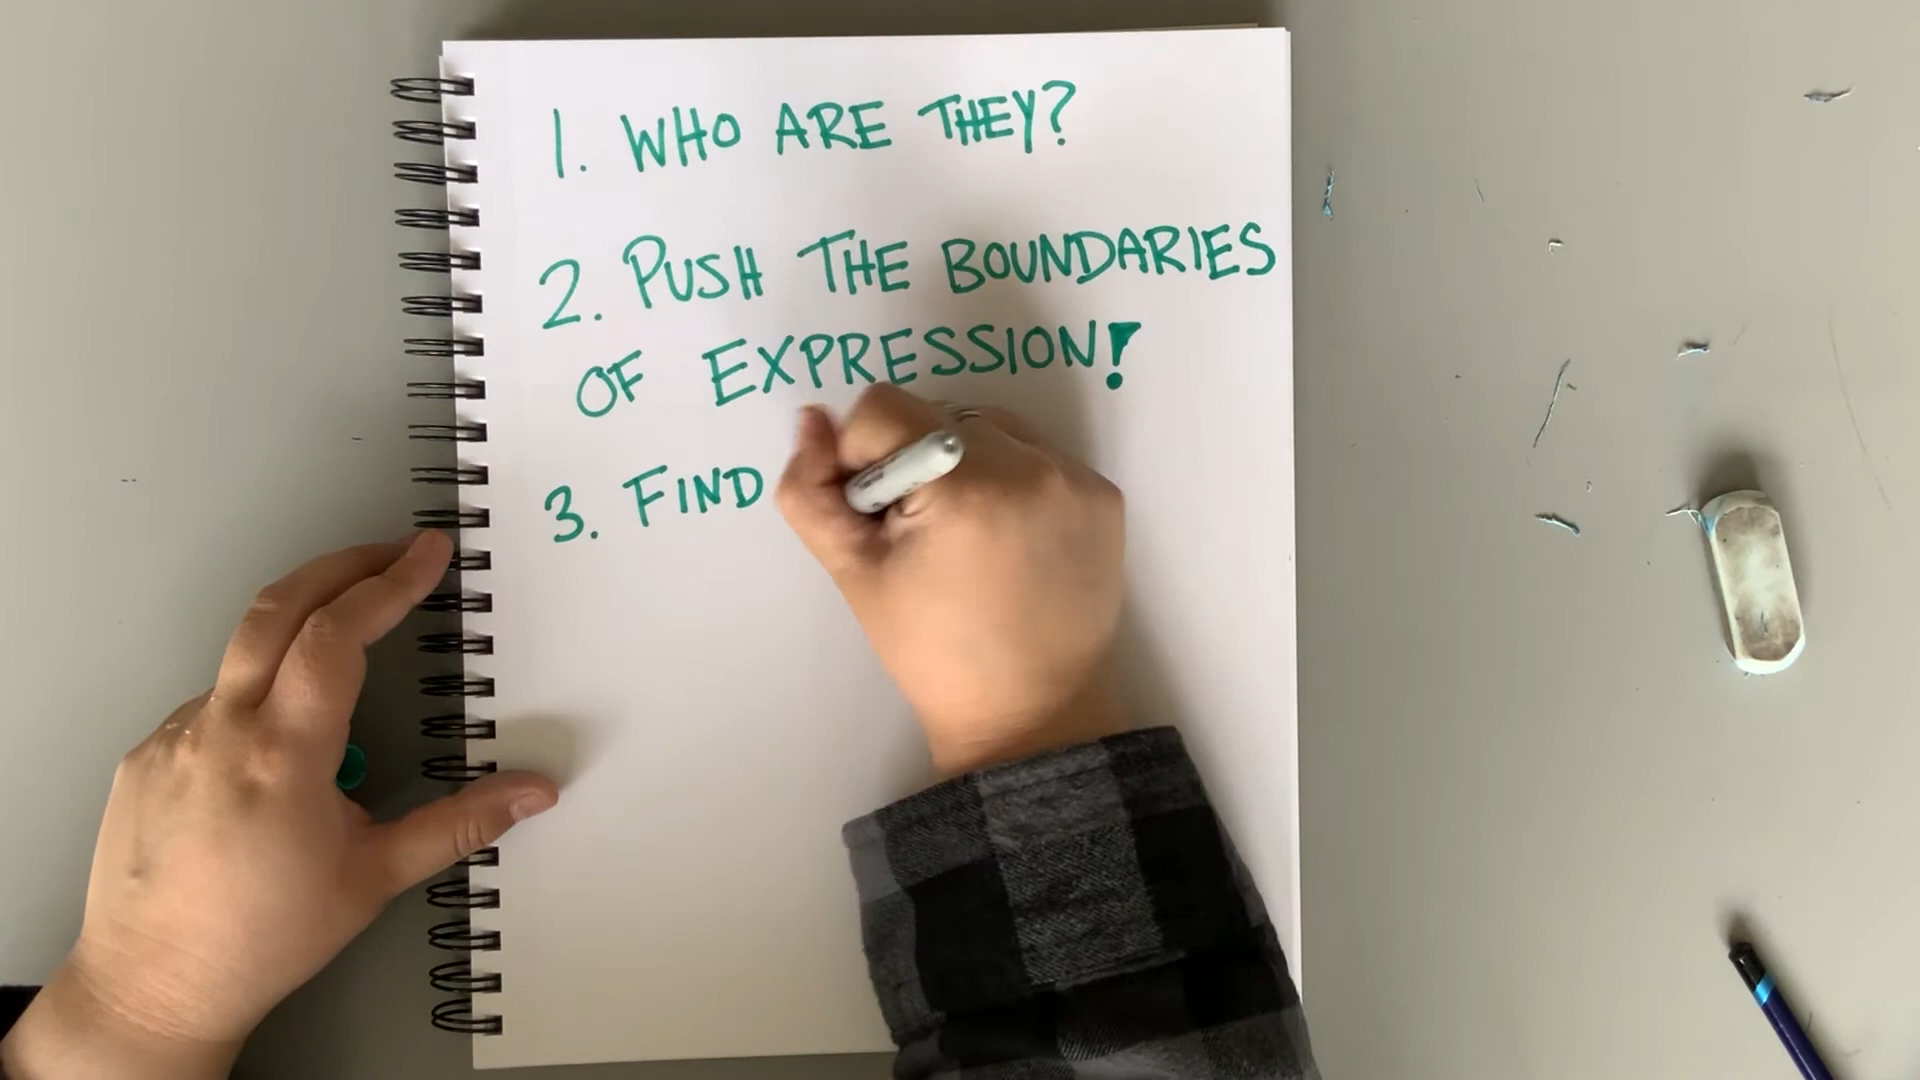 1. WHO ARE THEY?
2. PUSH THE BOUNDARIES
OF EXPRESSION!
3. FIND